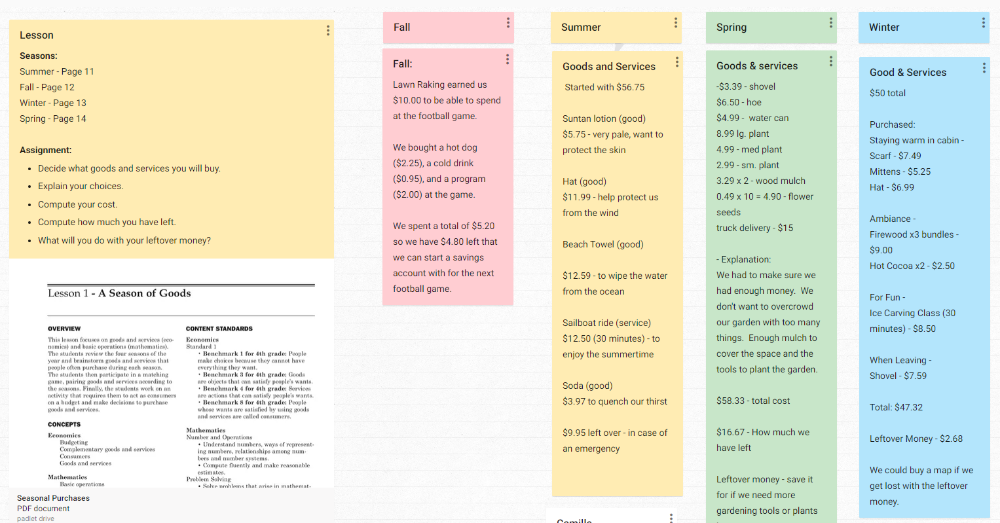 Lesson
Seasons:
Summer - Page 11
Fall - Page 12
Winter - Page 13
Spring - Page 14
Assignment:
• Decide what goods and services you will buy.
• Explain your choices.
• Compute your cost.
• Compute how much you have left.
• What will you do with your leftover money?
Lesson 1 - A Season of Goods
OVERVIEW
This lesson focuses on goods and services (eco-
nomics) and basic operations (mathematics).
The students review the four seasons of the
year and brainstorm goods and services that
people often purchase during each season.
The students then participate in a matching
game, pairing goods and services according to
the seasons. Finally, the students work on an
activity that requires them to act as consumers
on a budget and make decisions to purchase
goods and services.
CONCEPTS
Economics
Budgeting
Complementary goods and services
Consumers
Goods and services
Mathematics
Basic operations
CONTENT STANDARDS
Economics
Standard 1
• Benchmark 1 for 4th grade: People
make choices because they cannot have
everything they want.
• Benchmark 3 for 4th grade: Goods
are objects that can satisfy people's wants.
• Benchmark 4 for 4th grade: Services
are actions that can satisfy people's wants.
• Benchmark 8 for 4th grade: People
whose wants are satisfied by using goods
and services are called consumers.
Mathematics
Number and Operations
• Understand numbers, ways of represent-
ing numbers, relationships among num-
bers and number systems.
• Compute fluently and make reasonable
estimates.
Problem Solving
• Solve problems that arise in mathemat-
Seasonal Purchases
PDF document
padlet drive
Fall
Fall:
Lawn Raking earned us
$10.00 to be able to spend
at the football game.
We bought a hot dog
($2.25), a cold drink
($0.95), and a program
($2.00) at the game.
We spent a total of $5.20
so we have $4.80 left that
we can start a savings
account with for the next
football game.
Summer
Goods and Services
Started with $56.75
Suntan lotion (good)
$5.75 - very pale, want to
protect the skin
Hat (good)
$11.99 - help protect us
from the wind
Beach Towel (good)
$12.59 - to wipe the water
from the ocean
Sailboat ride (service)
$12.50 (30 minutes) - to
enjoy the summertime
Soda (good)
$3.97 to quench our thirst
$9.95 left over - in case of
an emergency
Spring
Goods & services
-$3.39 - shovel
$6.50 - hoe
$4.99 - water can
8.99 lg. plant
4.99 - med plant
2.99 - sm. plant
3.29 x 2 - wood mulch
0.49 x 10 = 4.90 - flower
seeds
truck delivery - $15
- Explanation:
We had to make sure we
had enough money. We
don't want to overcrowd
our garden with too many
things. Enough mulch to
cover the space and the
tools to plant the garden.
$58.33 - total cost
$16.67 - How much we
have left
Leftover money - save it
for if we need more
gardening tools or plants
Winter
Good & Services
$50 total
Purchased:
Staying warm in cabin -
Scarf - $7.49
Mittens - $5.25
Hat - $6.99
Ambiance -
Firewood x3 bundles -
$9.00
Hot Cocoa x2 - $2.50
For Fun -
Ice Carving Class (30
minutes) - $8.50
When Leaving -
Shovel - $7.59
Total: $47.32
Leftover Money - $2.68
We could buy a map if we
get lost with the leftover
money.